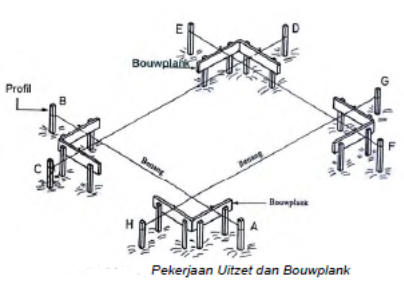 E
D
Bouwplank
Profil
B
G
C
Benang
Benang
F
Bouwplank
H
A
Pekerjaan Uitzet dan Bouwplank